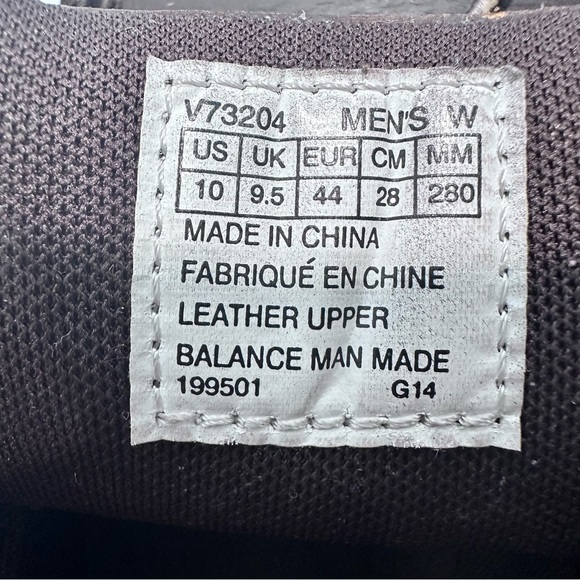 V73204 MEN'S W
US UK EUR CM MM
10 9.5 44 28 280
MADE IN CHINA
FABRIQUÉ EN CHINE
LEATHER UPPER
BALANCE MAN MADE
199501 G14